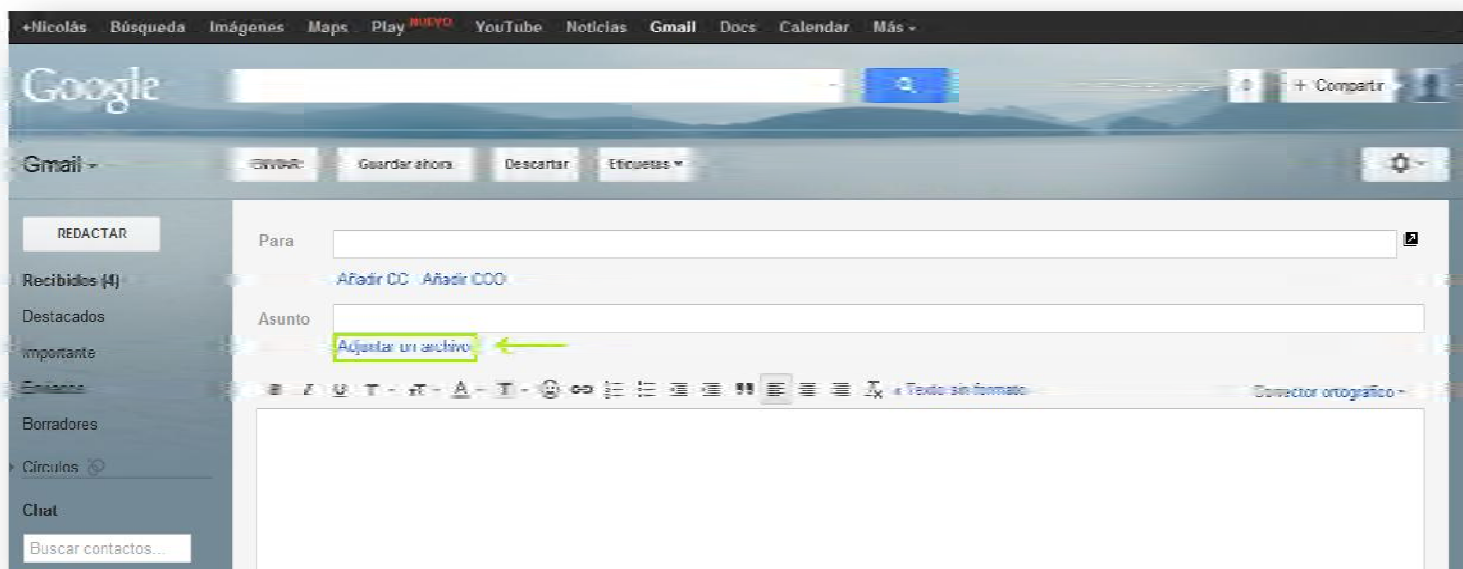 +Nicolás Búsqueda Imágenes Maps Play NUEVO YouTube Noticias Gmail Docs Calendar Más
Google
+ Compartir
Gmail
ENVIAR Guardar ahora Descartar Etiquetas
REDACTAR
Para
Recibidos (4)
Añadir CC Añadir CCO
Destacados
Asunto
Importante
Adjuntar un archivo
Enviados
B I U T T A T T « Texto sin formato Corrector ortográfico
Borradores
Círculos
Chat
Buscar contactos...